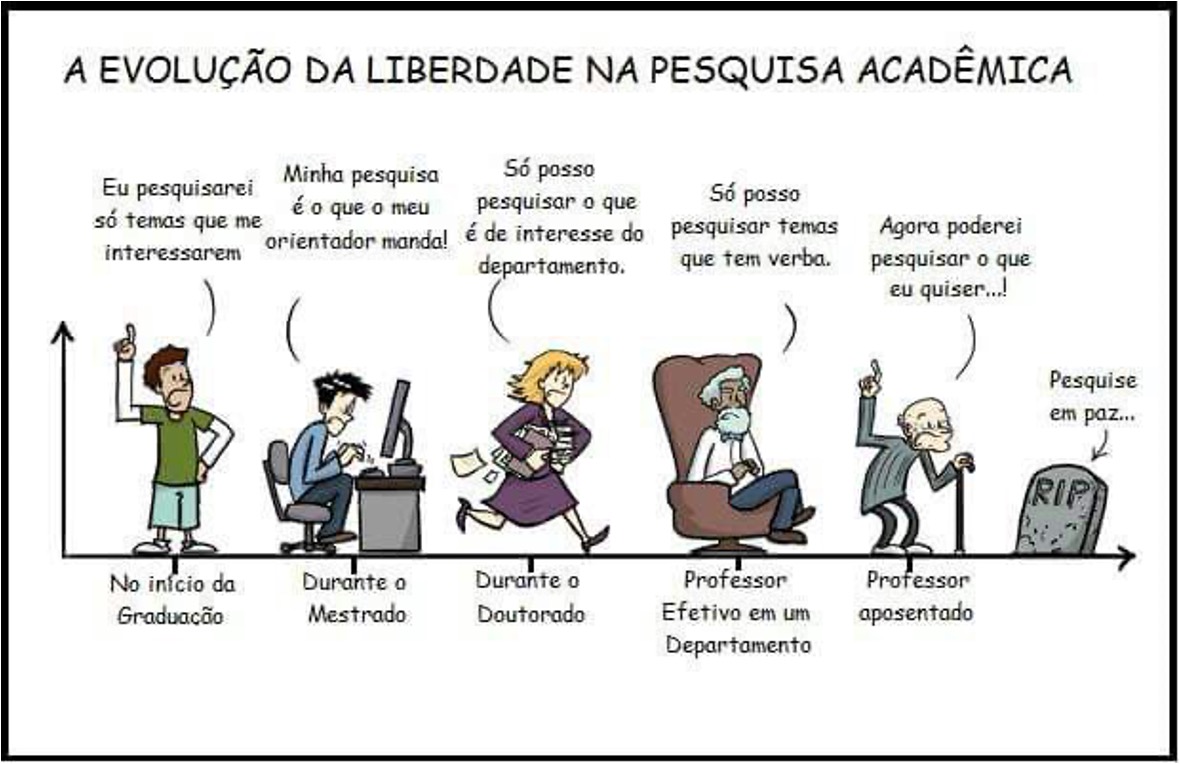 A EVOLUÇÃO DA LIBERDADE NA PESQUISA ACADÊMICA
Eu pesquisarei
só temas que me
interessarem
Minha pesquisa
é o que o meu
orientador manda!
Só posso
pesquisar o que
é de interesse do
departamento.
Só posso
pesquisar temas
que tem verba.
Agora poderei
pesquisar o que
eu quiser...!
Pesquise
em paz...
RIP
No início da
Graduação
Durante o
Mestrado
Durante o
Doutorado
Professor
Efetivo em um
Departamento
Professor
aposentado